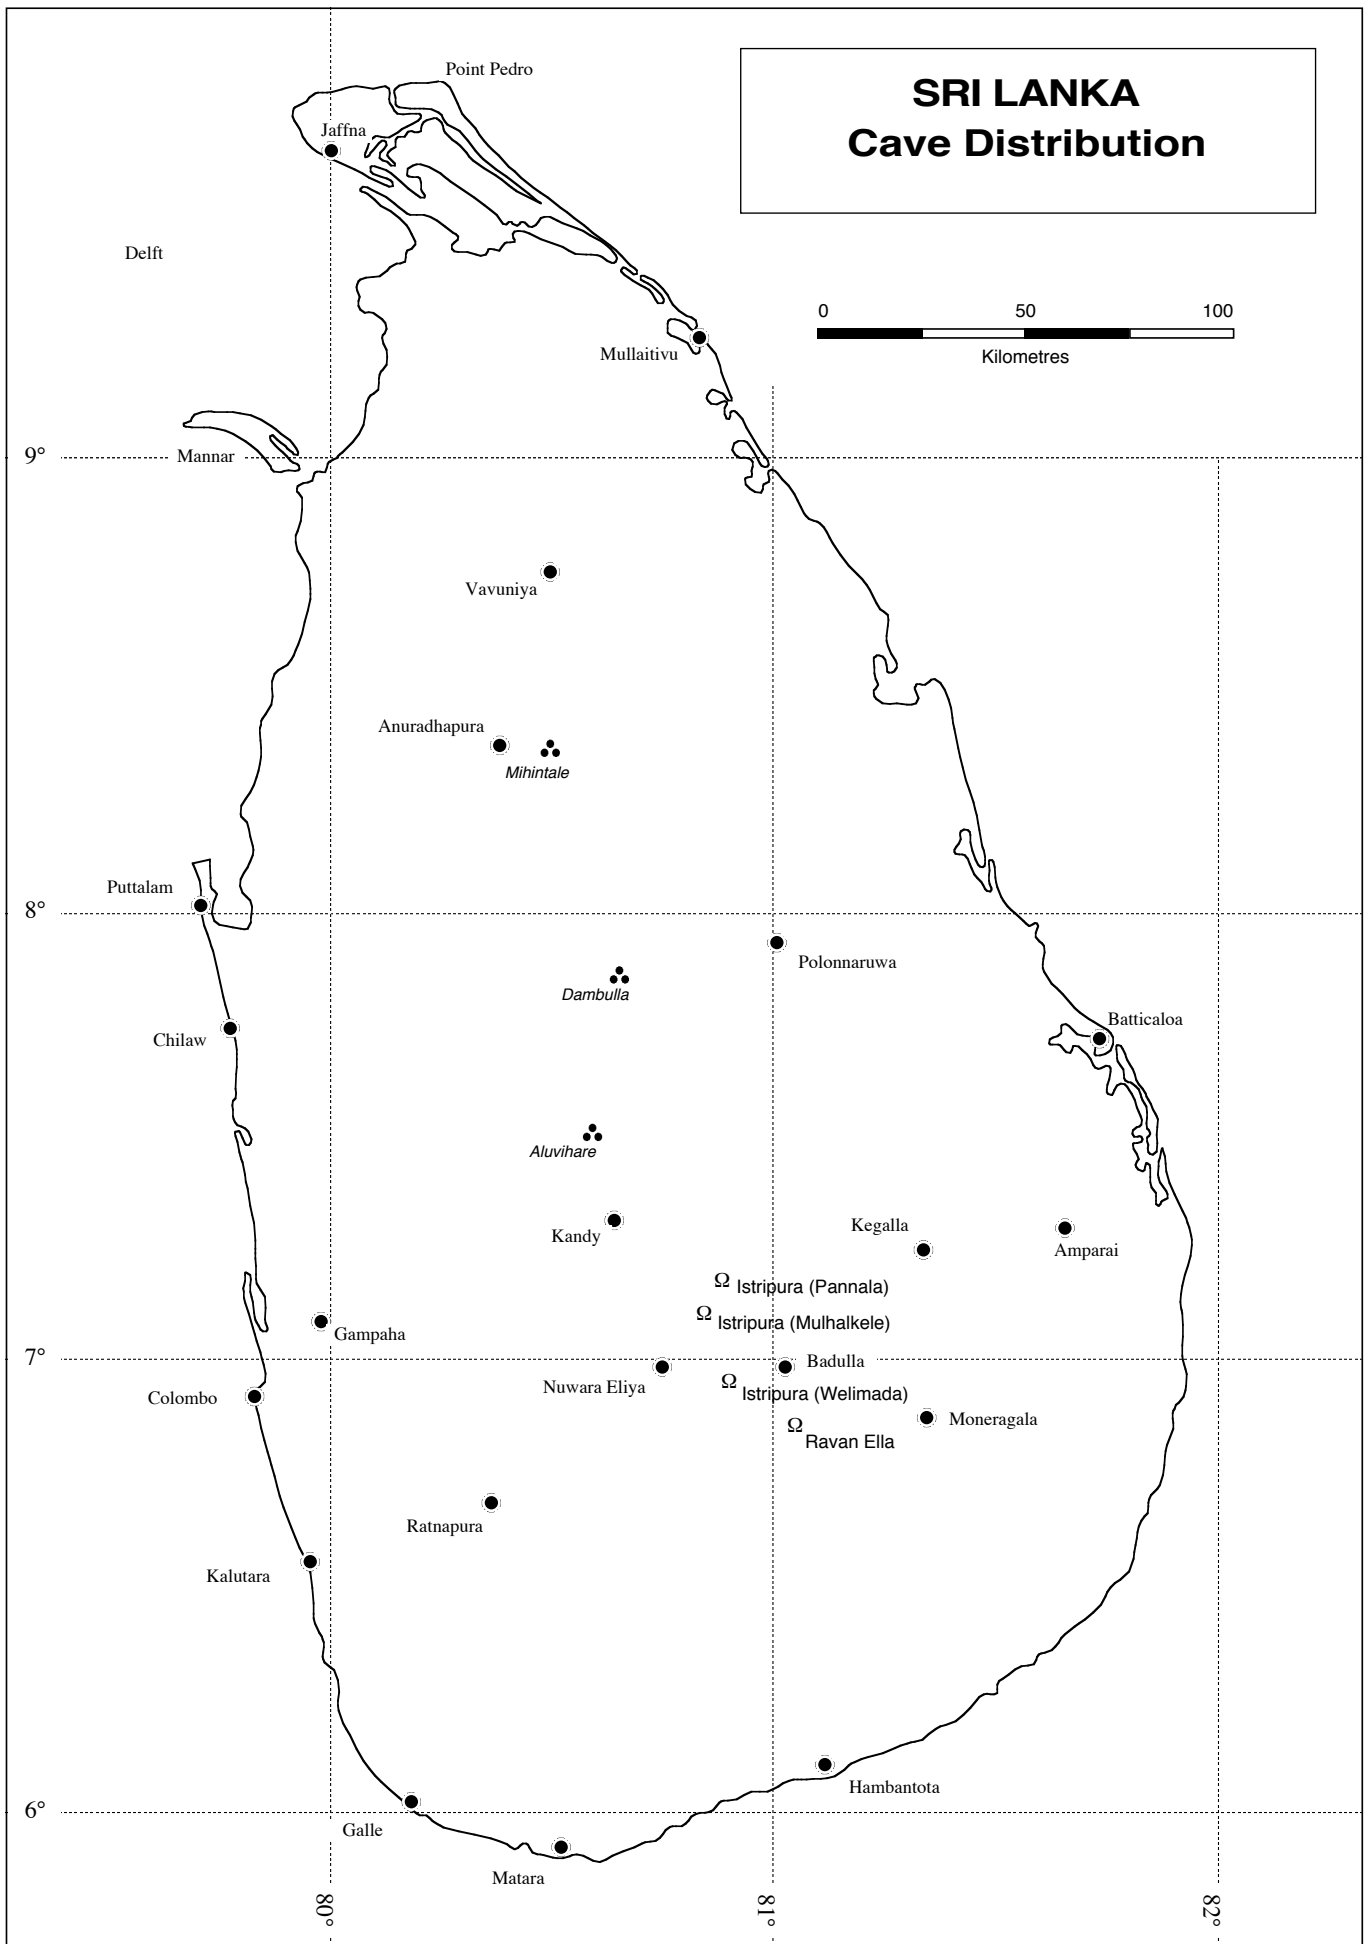 SRI LANKA
Cave Distribution
Point Pedro
Jaffna
Delft
0 50 100
Kilometres
Mullaitivu
9°
Mannar
Vavuniya
Anuradhapura
Mihintale
Puttalam
8°
Polonnaruwa
Dambulla
Batticaloa
Chilaw
Aluvihare
Kegalla
Kandy
Amparai
Ω Istripura (Pannala)
Ω Istripura (Mulhalkele)
Gampaha
7°
Badulla
Nuwara Eliya
Ω Istripura (Welimada)
Colombo
Moneragala
Ω Ravan Ella
Ratnapura
Kalutara
Hambantota
6°
Galle
Matara
80° 81° 82°